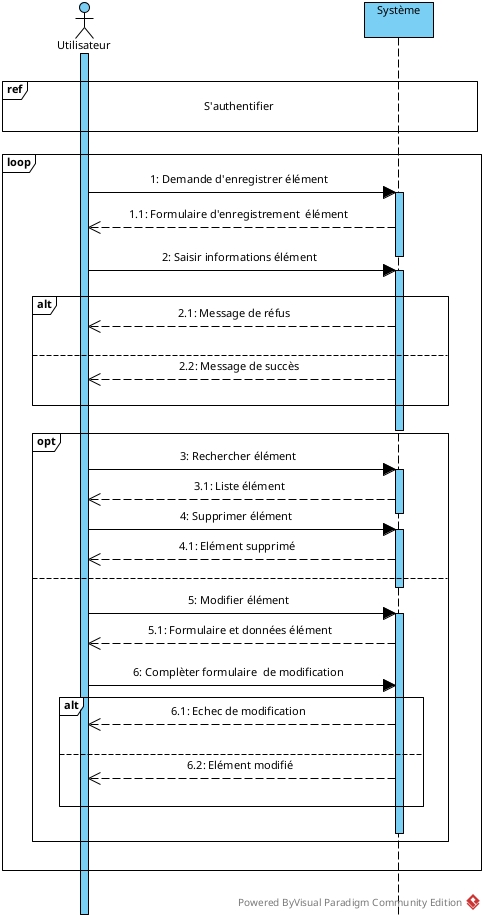 Système
Utilisateur
ref
S'authentifier
loop
1: Demande d'enregistrer élément
1.1: Formulaire d'enregistrement  élément
2: Saisir informations élément
alt
2.1: Message de réfus
2.2: Message de succès
opt
3: Rechercher élément
3.1: Liste élément
4: Supprimer élément
4.1: Elément supprimé
5: Modifier élément
5.1: Formulaire et données élément
6: Complèter formulaire  de modification
alt
6.1: Echec de modification
6.2: Elément modifié
Powered ByVisual Paradigm Community Edition